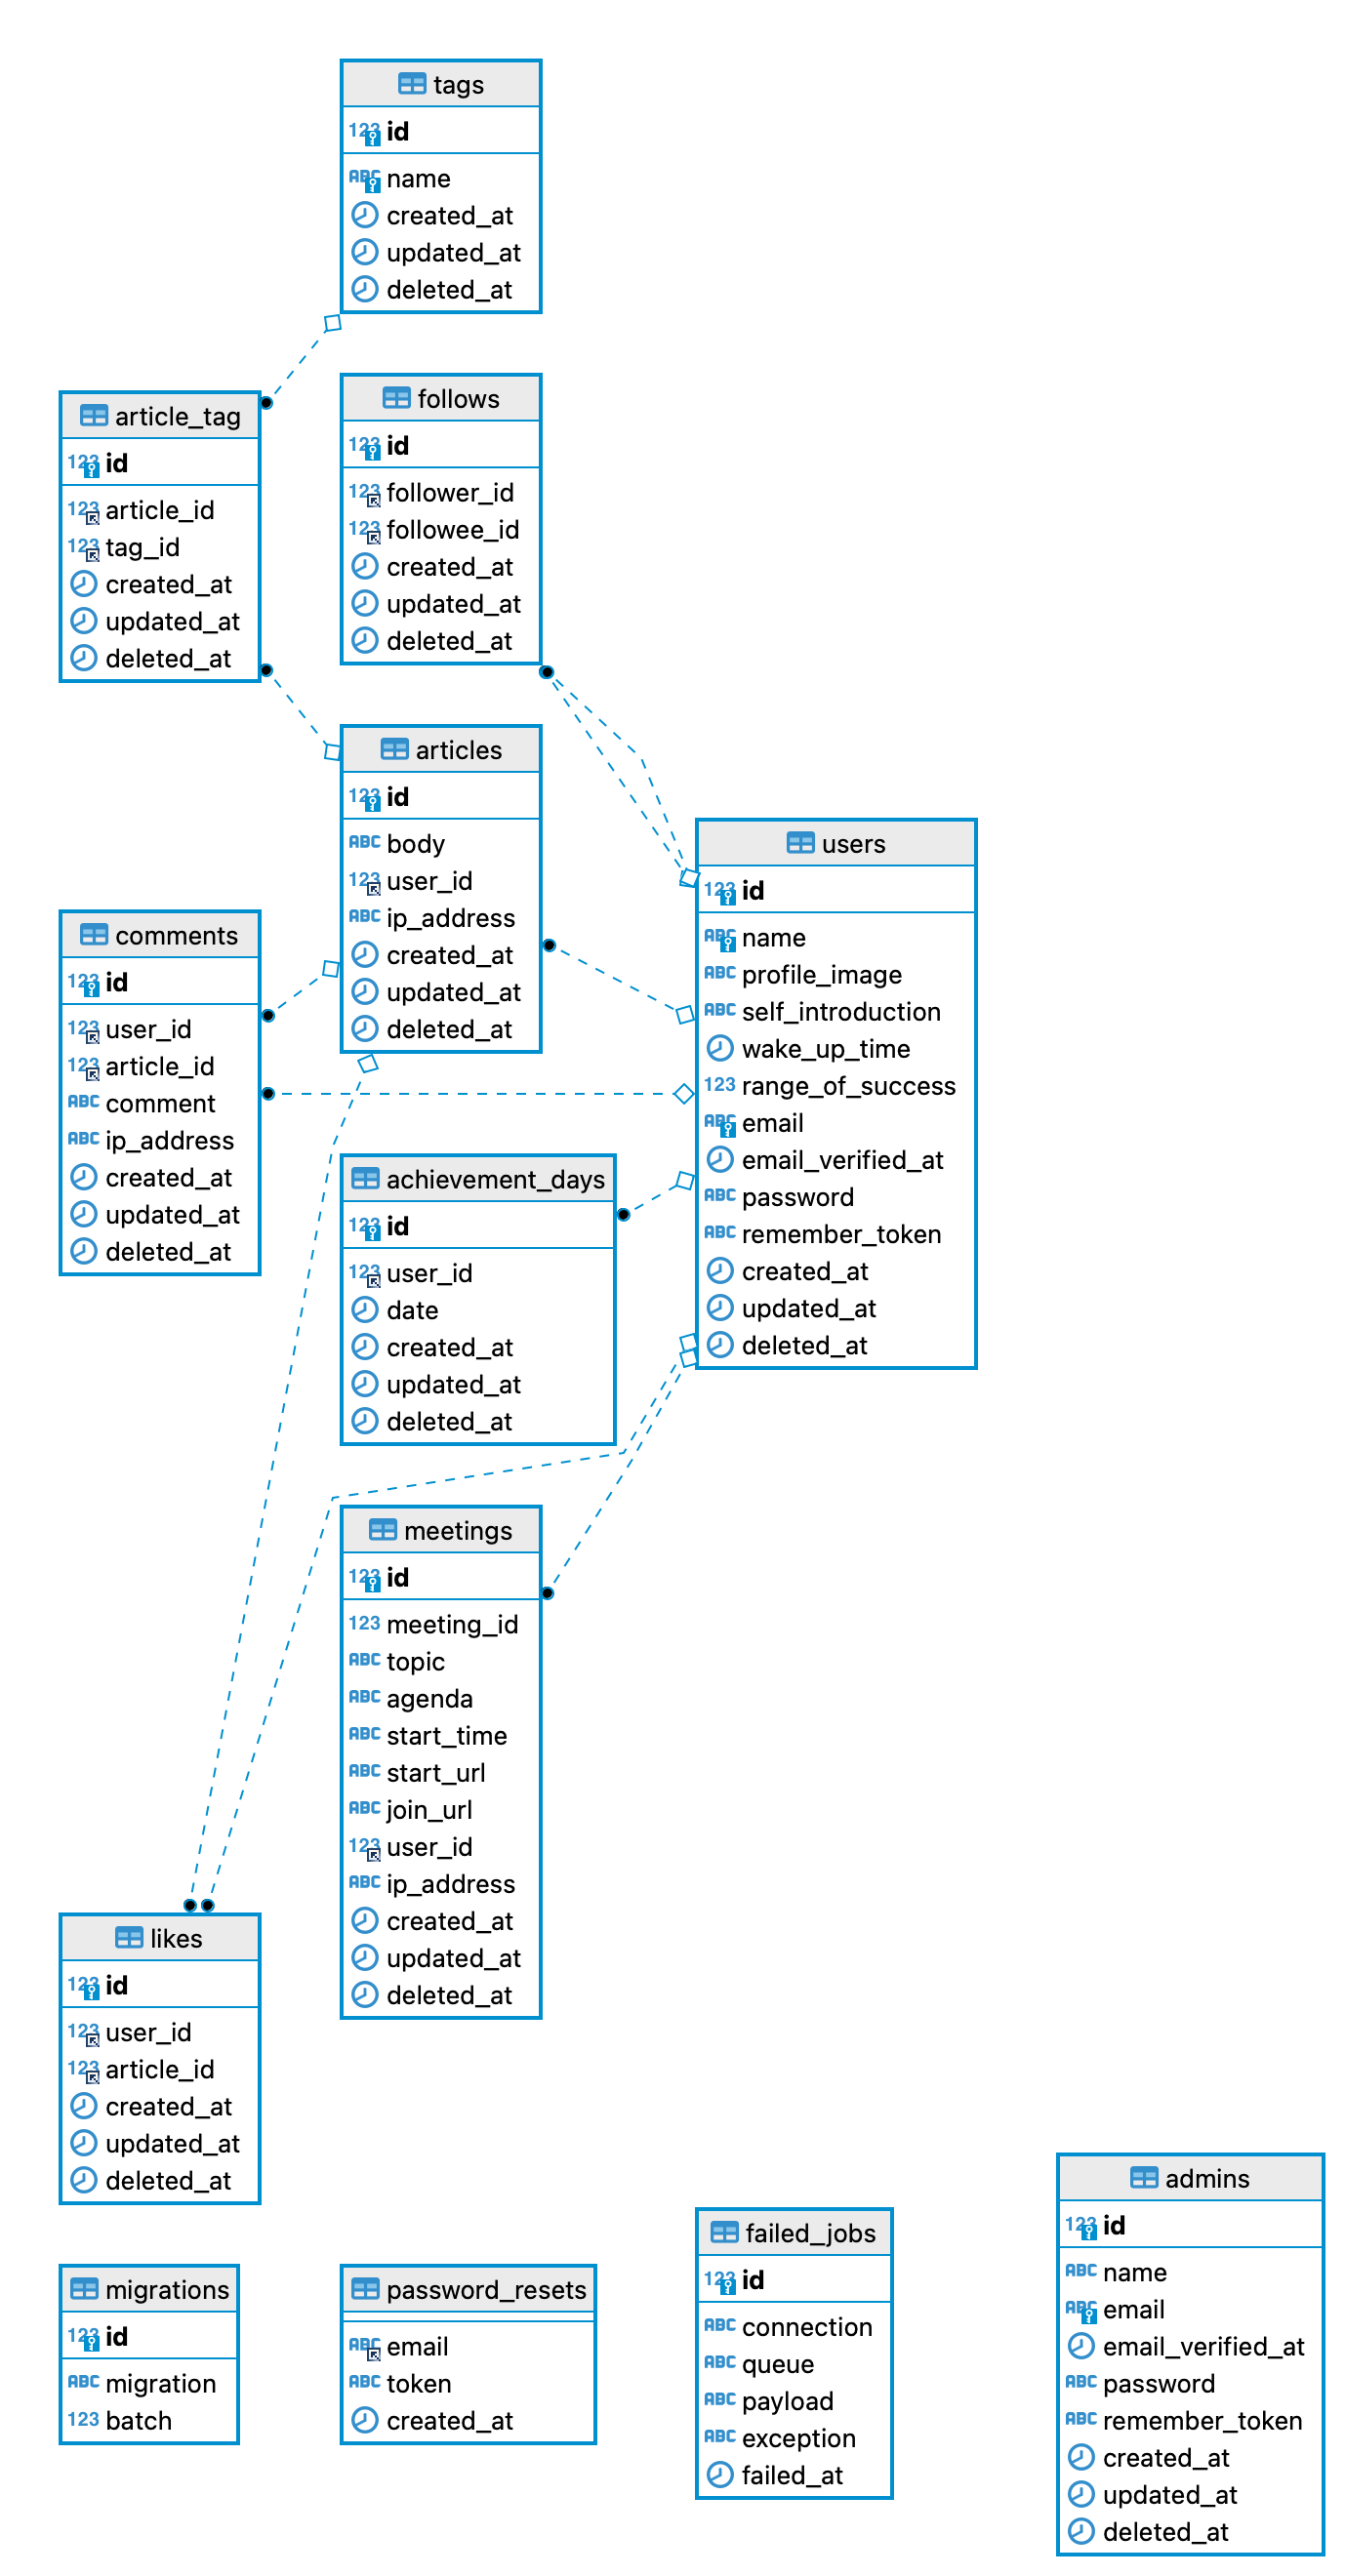 tags
123 id
ABC name
created_at
updated_at
deleted_at
article_tag
123 id
123 article_id
123 tag_id
created_at
updated_at
deleted_at
follows
123 id
123 follower_id
123 followee_id
created_at
updated_at
deleted_at
articles
123 id
ABC body
123 user_id
ABC ip_address
created_at
updated_at
deleted_at
users
123 id
ABC name
ABC profile_image
ABC self_introduction
wake_up_time
123 range_of_success
ABC email
email_verified_at
ABC password
ABC remember_token
created_at
updated_at
deleted_at
comments
123 id
123 user_id
123 article_id
ABC comment
ABC ip_address
created_at
updated_at
deleted_at
achievement_days
123 id
123 user_id
date
created_at
updated_at
deleted_at
meetings
123 id
123 meeting_id
ABC topic
ABC agenda
ABC start_time
ABC start_url
ABC join_url
123 user_id
ABC ip_address
created_at
updated_at
deleted_at
likes
123 id
123 user_id
123 article_id
created_at
updated_at
deleted_at
migrations
123 id
ABC migration
123 batch
password_resets
ABC email
ABC token
created_at
failed_jobs
123 id
ABC connection
ABC queue
ABC payload
ABC exception
failed_at
admins
123 id
ABC name
ABC email
email_verified_at
ABC password
ABC remember_token
created_at
updated_at
deleted_at